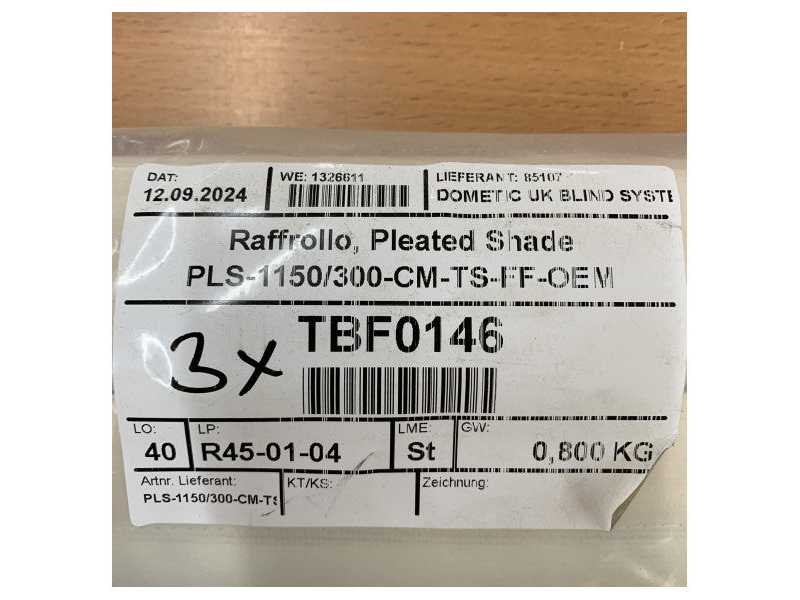 DAT: WE: 1326611 LIEFERANT: 85107
12.09.2024 DOMETIC UK BLIND SYSTE
Raffrollo, Pleated Shade
PLS-1150/300-CM-TS-FF-OEM
3x TBF0146
LO: LP: LME: GW:
40 R45-01-04 St 0,800 KG
Artnr. Lieferant: KT/KS: Zeichnung:
PLS-1150/300-CM-TS